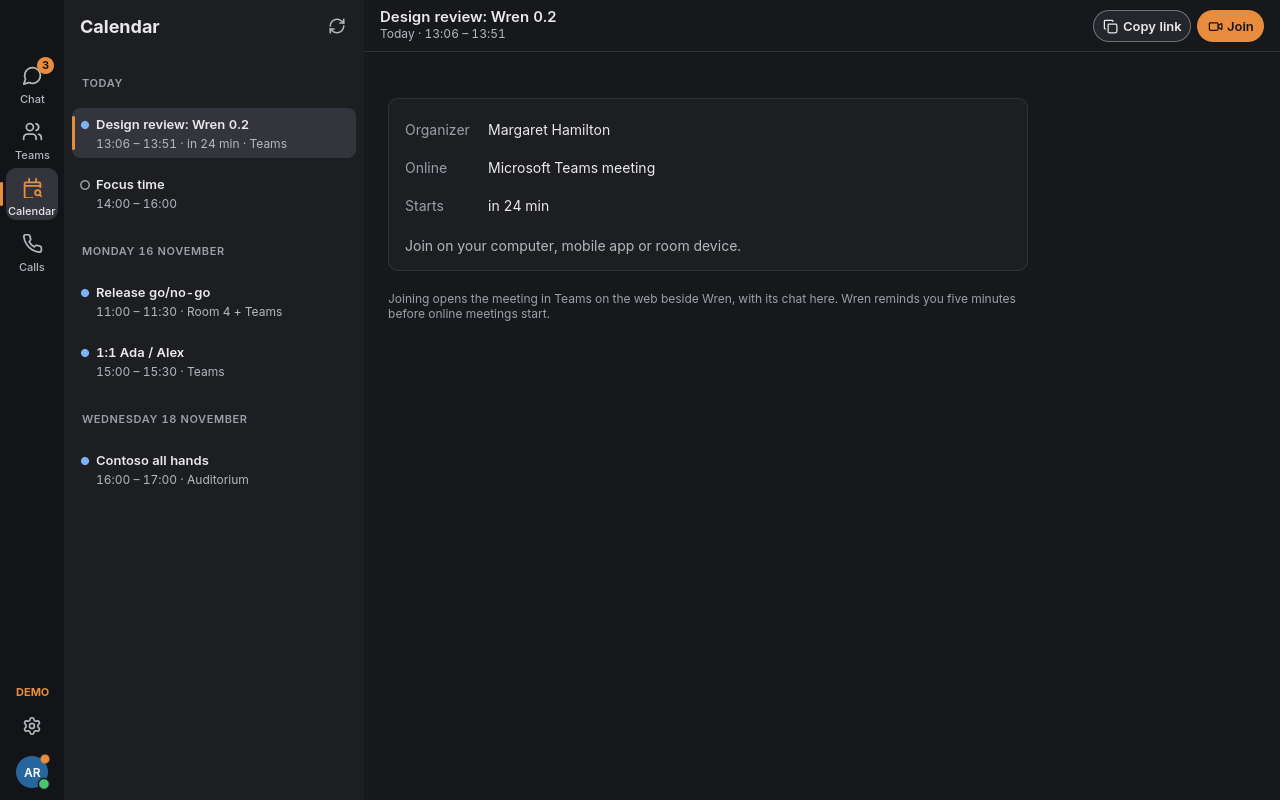 3
Chat
Teams
Calendar
Calls
DEMO
AR
Calendar
TODAY
Design review: Wren 0.2
13:06 – 13:51 · in 24 min · Teams
Focus time
14:00 – 16:00
MONDAY 16 NOVEMBER
Release go/no-go
11:00 – 11:30 · Room 4 + Teams
1:1 Ada / Alex
15:00 – 15:30 · Teams
WEDNESDAY 18 NOVEMBER
Contoso all hands
16:00 – 17:00 · Auditorium
Design review: Wren 0.2
Today · 13:06 – 13:51
Copy link
Join
Organizer Margaret Hamilton
Online Microsoft Teams meeting
Starts in 24 min
Join on your computer, mobile app or room device.
Joining opens the meeting in Teams on the web beside Wren, with its chat here. Wren reminds you five minutes
before online meetings start.